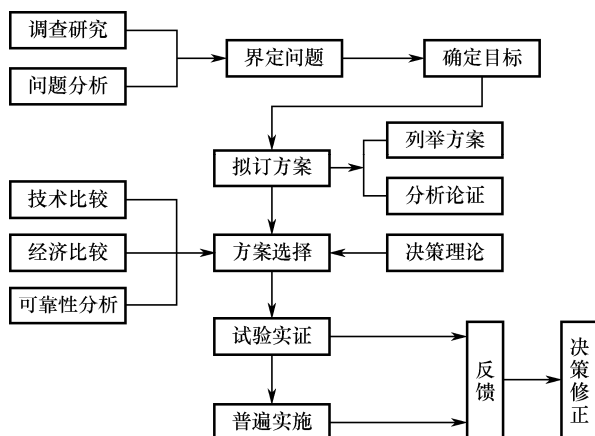 调查研究
问题分析
界定问题
确定目标
拟订方案
列举方案
分析论证
技术比较
经济比较
可靠性分析
方案选择
决策理论
试验实证
普遍实施
反馈
决策修正